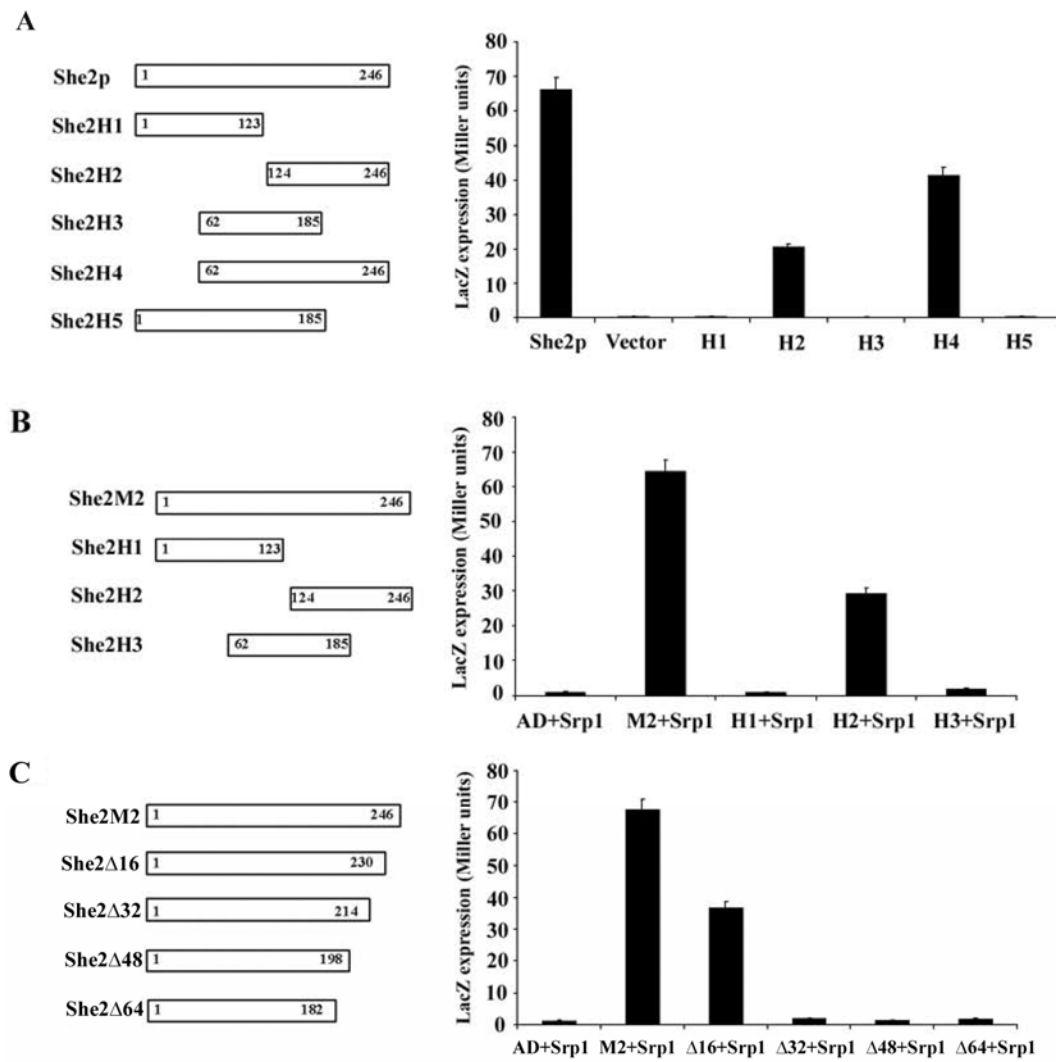 A
She2p 1 246
She2H1 1 123
She2H2 124 246
She2H3 62 185
She2H4 62 246
She2H5 1 185
LacZ expression (Miller units)
80
70
60
50
40
30
20
10
0
She2p Vector H1 H2 H3 H4 H5
B
She2M2 1 246
She2H1 1 123
She2H2 124 246
She2H3 62 185
LacZ expression (Miller units)
80
70
60
50
40
30
20
10
0
AD+Srp1 M2+Srp1 H1+Srp1 H2+Srp1 H3+Srp1
C
She2M2 1 246
She2Δ16 1 230
She2Δ32 1 214
She2Δ48 1 198
She2Δ64 1 182
LacZ expression (Miller units)
80
70
60
50
40
30
20
10
0
AD+Srp1 M2+Srp1 Δ16+Srp1 Δ32+Srp1 Δ48+Srp1 Δ64+Srp1